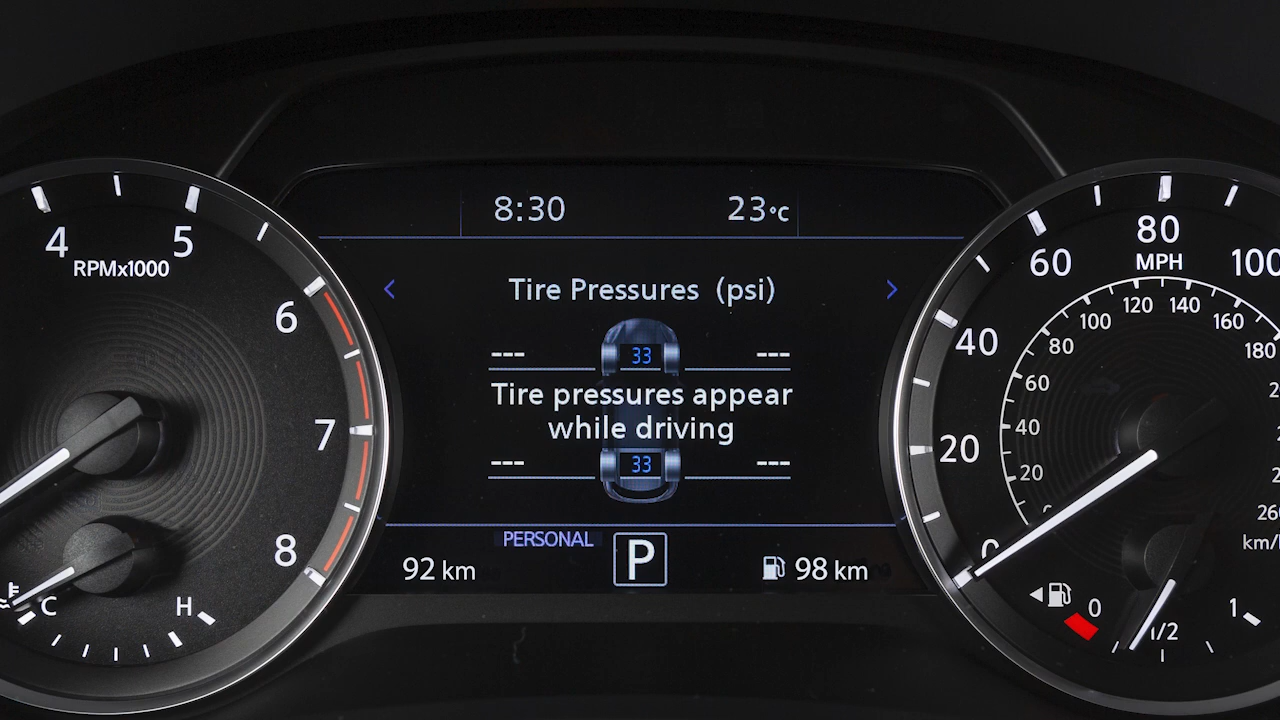 8:30 23°C
Tire Pressures (psi)
--- 33 ---
Tire pressures appear
while driving
--- 33 ---
PERSONAL
92 km P 98 km
4 5 6 7 8
RPMx1000
C H
0 20 40 60 80 100
MPH
20 40 60 80 100 120 140 160 180
km/
0 1/2 1